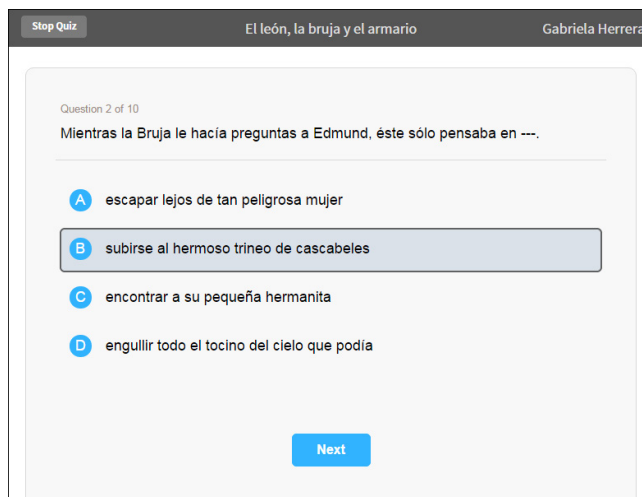 Stop Quiz
El león, la bruja y el armario
Gabriela Herrera
Question 2 of 10
Mientras la Bruja le hacía preguntas a Edmund, éste sólo pensaba en ---.
A escapar lejos de tan peligrosa mujer
B subirse al hermoso trineo de cascabeles
C encontrar a su pequeña hermanita
D engullir todo el tocino del cielo que podía
Next